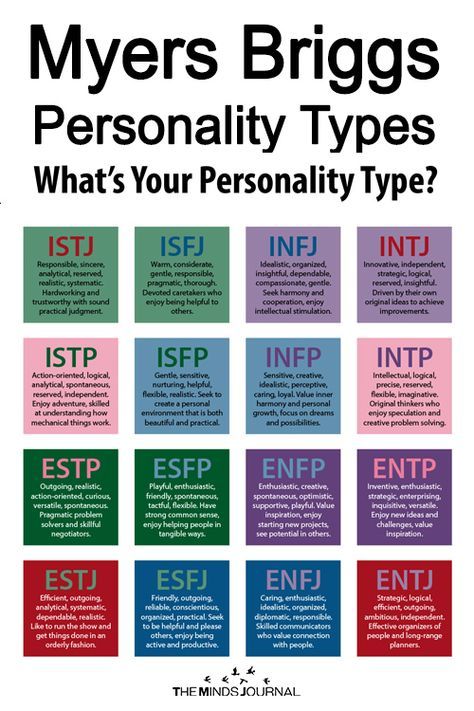 Myers Briggs
Personality Types
What's Your Personality Type?
ISTJ
Responsible, sincere,
analytical, reserved,
realistic, systematic.
Hardworking and
trustworthy with sound
practical judgment.
ISFJ
Warm, considerate,
gentle, responsible,
pragmatic, thorough.
Devoted caretakers who
enjoy being helpful to
others.
INFJ
Idealistic, organized,
insightful, dependable,
compassionate, gentle.
Seek harmony and
cooperation, enjoy
intellectual stimulation.
INTJ
Innovative, independent,
strategic, logical,
reserved, insightful.
Driven by their own
original ideas to achieve
improvements.
ISTP
Action-oriented, logical,
analytical, spontaneous,
reserved, independent.
Enjoy adventure, skilled
at understanding how
mechanical things work.
ISFP
Gentle, sensitive,
nurturing, helpful,
flexible, realistic. Seek to
create a personal
environment that is both
beautiful and practical.
INFP
Sensitive, creative,
idealistic, perceptive,
caring, loyal. Value inner
harmony and personal
growth, focus on dreams
and possibilities.
INTP
Intellectual, logical,
precise, reserved,
flexible, imaginative.
Original thinkers who
enjoy speculation and
creative problem solving.
ESTP
Outgoing, realistic,
action-oriented, curious,
versatile, spontaneous.
Pragmatic problem
solvers and skillful
negotiators.
ESFP
Playful, enthusiastic,
friendly, spontaneous,
tactful, flexible. Have
strong common sense,
enjoy helping people in
tangible ways.
ENFP
Enthusiastic, creative,
spontaneous, optimistic,
supportive, playful. Value
inspiration, enjoy
starting new projects,
see potential in others.
ENTP
Inventive, enthusiastic,
strategic, enterprising,
inquisitive, versatile.
Enjoy new ideas and
challenges, value
inspiration.
ESTJ
Efficient, outgoing,
analytical, systematic,
dependable, realistic.
Like to run the show and
get things done in an
orderly fashion.
ESFJ
Friendly, outgoing,
reliable, conscientious,
organized, practical. Seek
to be helpful and please
others, enjoy being
active and productive.
ENFJ
Caring, enthusiastic,
idealistic, organized,
diplomatic, responsible.
Skilled communicators
who value connection
with people.
ENTJ
Strategic, logical,
efficient, outgoing,
ambitious, independent.
Effective organizers of
people and long-range
planners.
THE MINDS JOURNAL